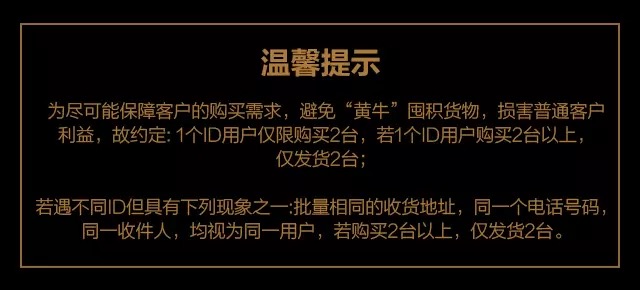 温馨提示
为尽可能保障客户的购买需求，避免“黄牛”囤积货物，损害普通客户
利益，故约定: 1个ID用户仅限购买2台，若1个ID用户购买2台以上，
仅发货2台；
若遇不同ID但具有下列现象之一:批量相同的收货地址，同一个电话号码，
同一收件人，均视为同一用户，若购买2台以上，仅发货2台。